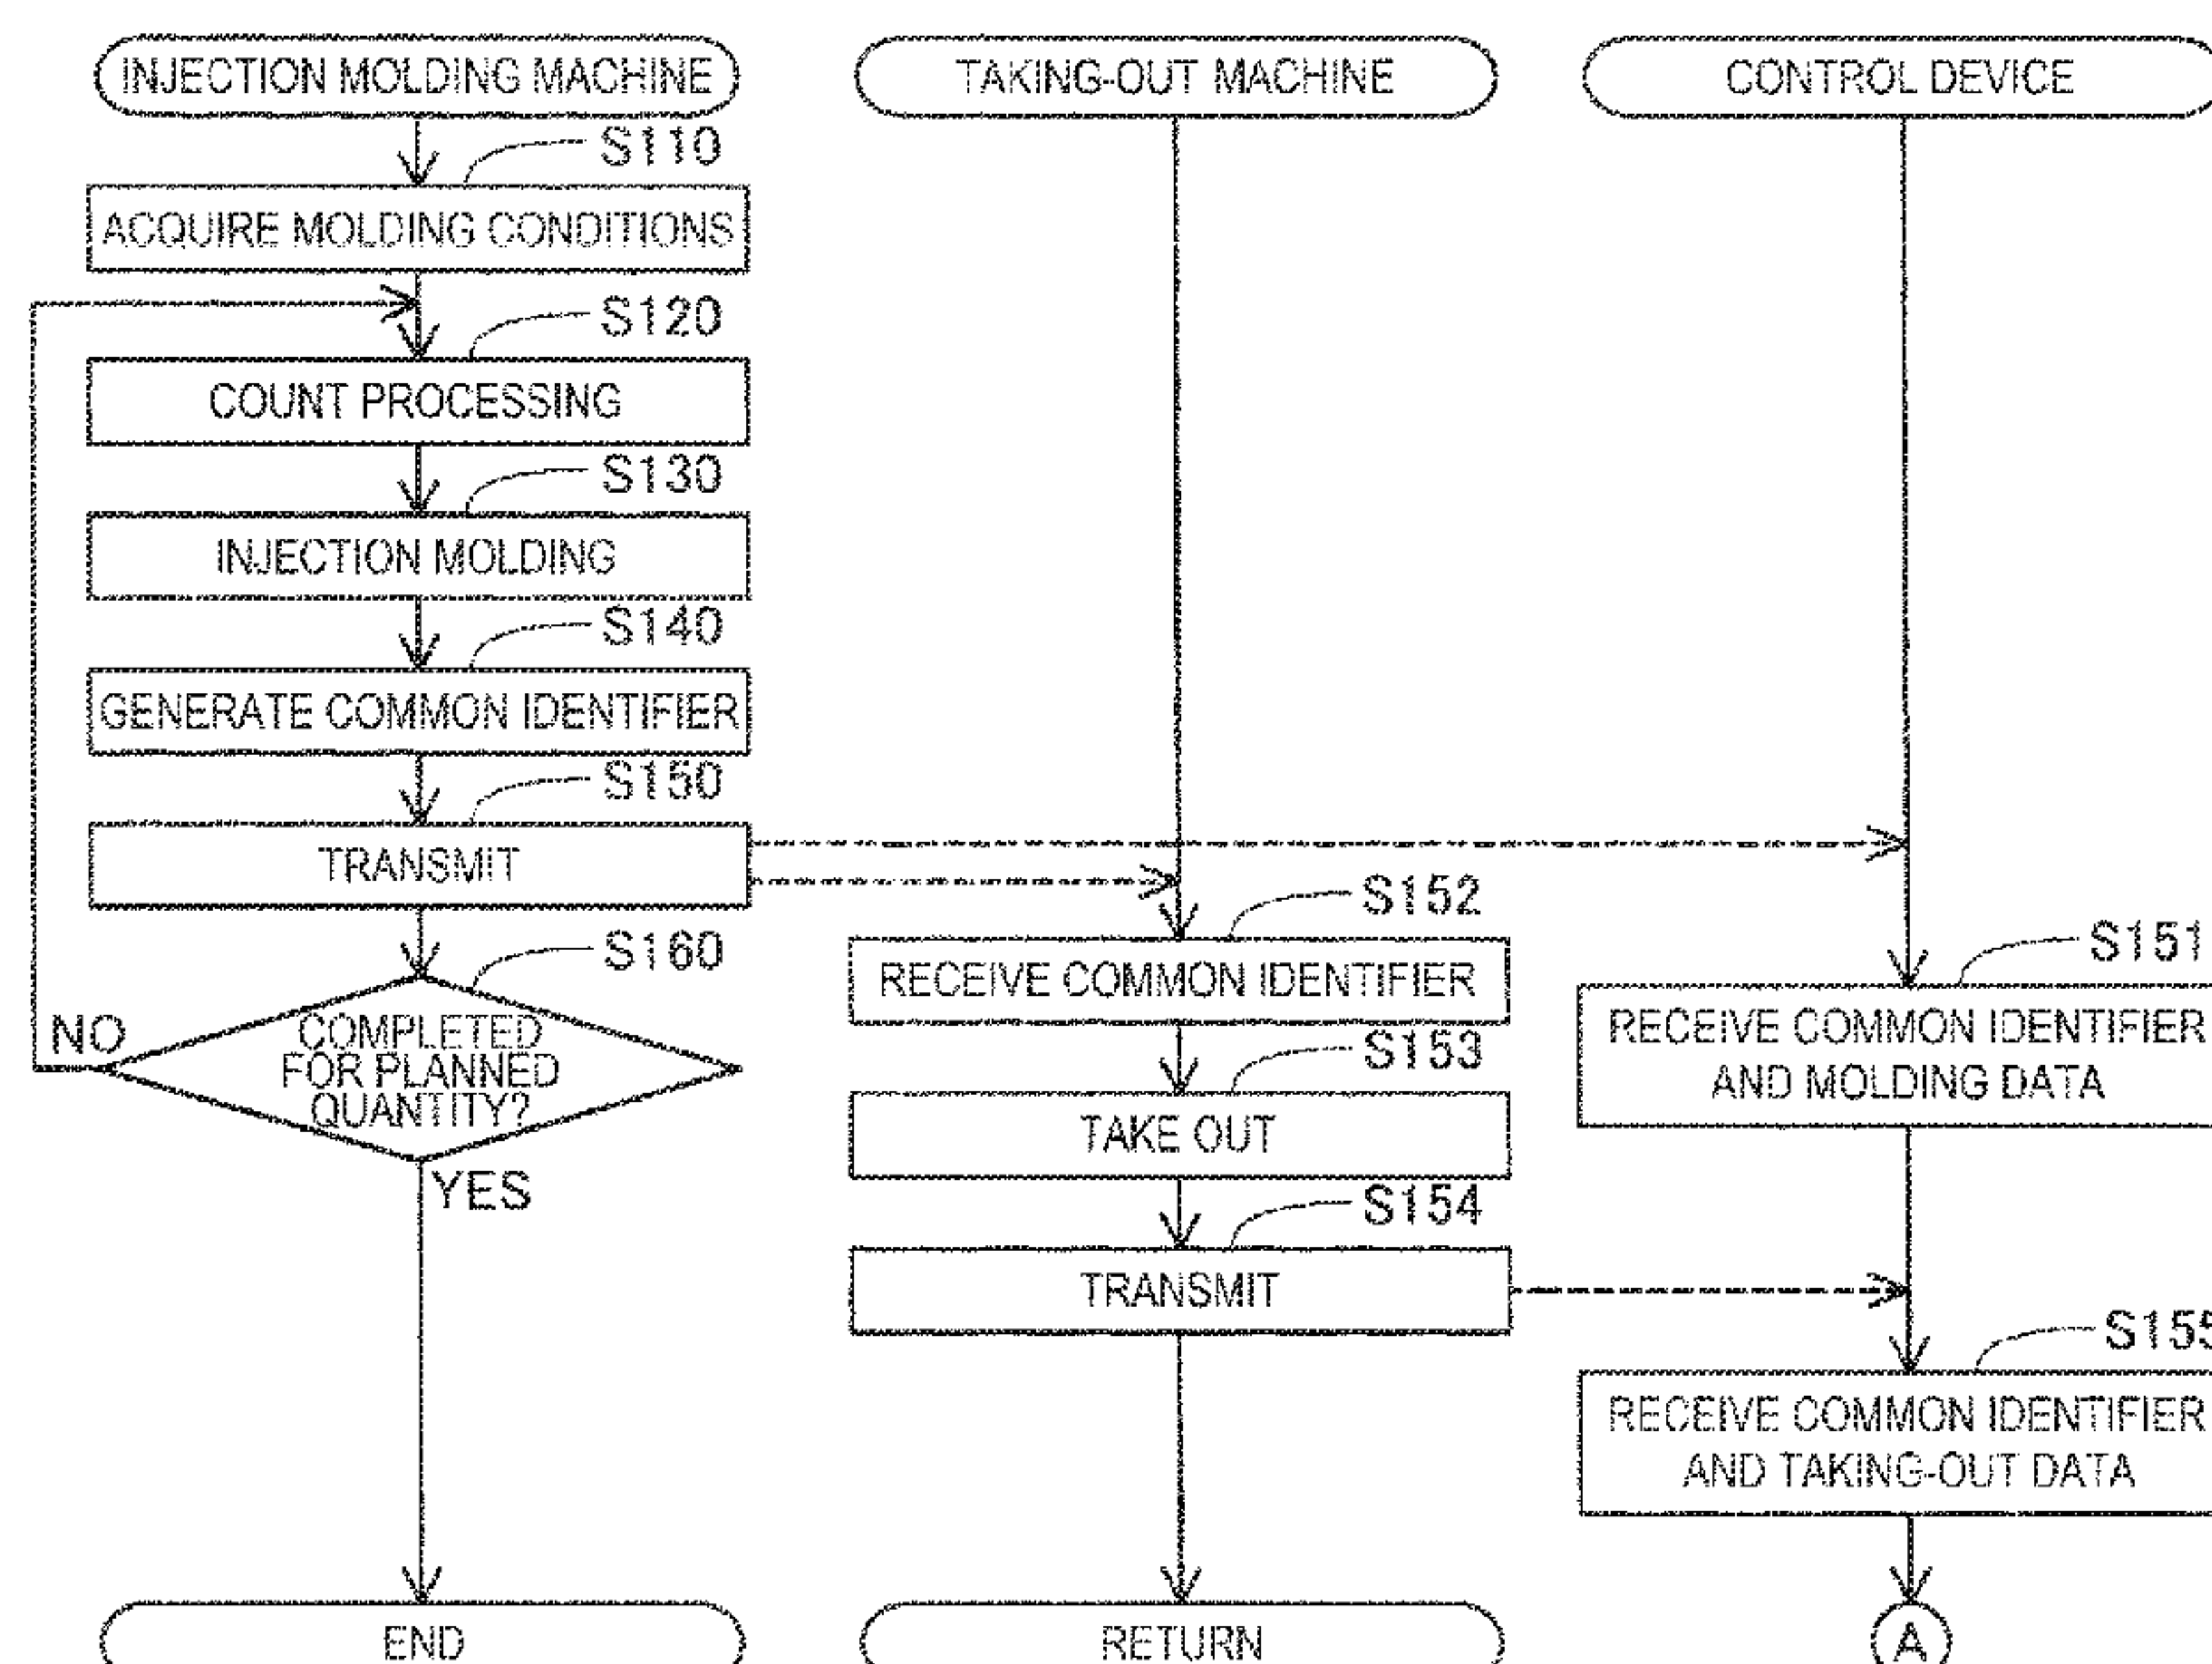 INJECTION MOLDING MACHINE
S110
ACQUIRE MOLDING CONDITIONS
S120
COUNT PROCESSING
S130
INJECTION MOLDING
S140
GENERATE COMMON IDENTIFIER
S150
TRANSMIT
S160
COMPLETED
FOR PLANNED
QUANTITY?
NO
YES
END
TAKING-OUT MACHINE
S152
RECEIVE COMMON IDENTIFIER
S153
TAKE OUT
S154
TRANSMIT
RETURN
CONTROL DEVICE
S151
RECEIVE COMMON IDENTIFIER
AND MOLDING DATA
S155
RECEIVE COMMON IDENTIFIER
AND TAKING-OUT DATA
A